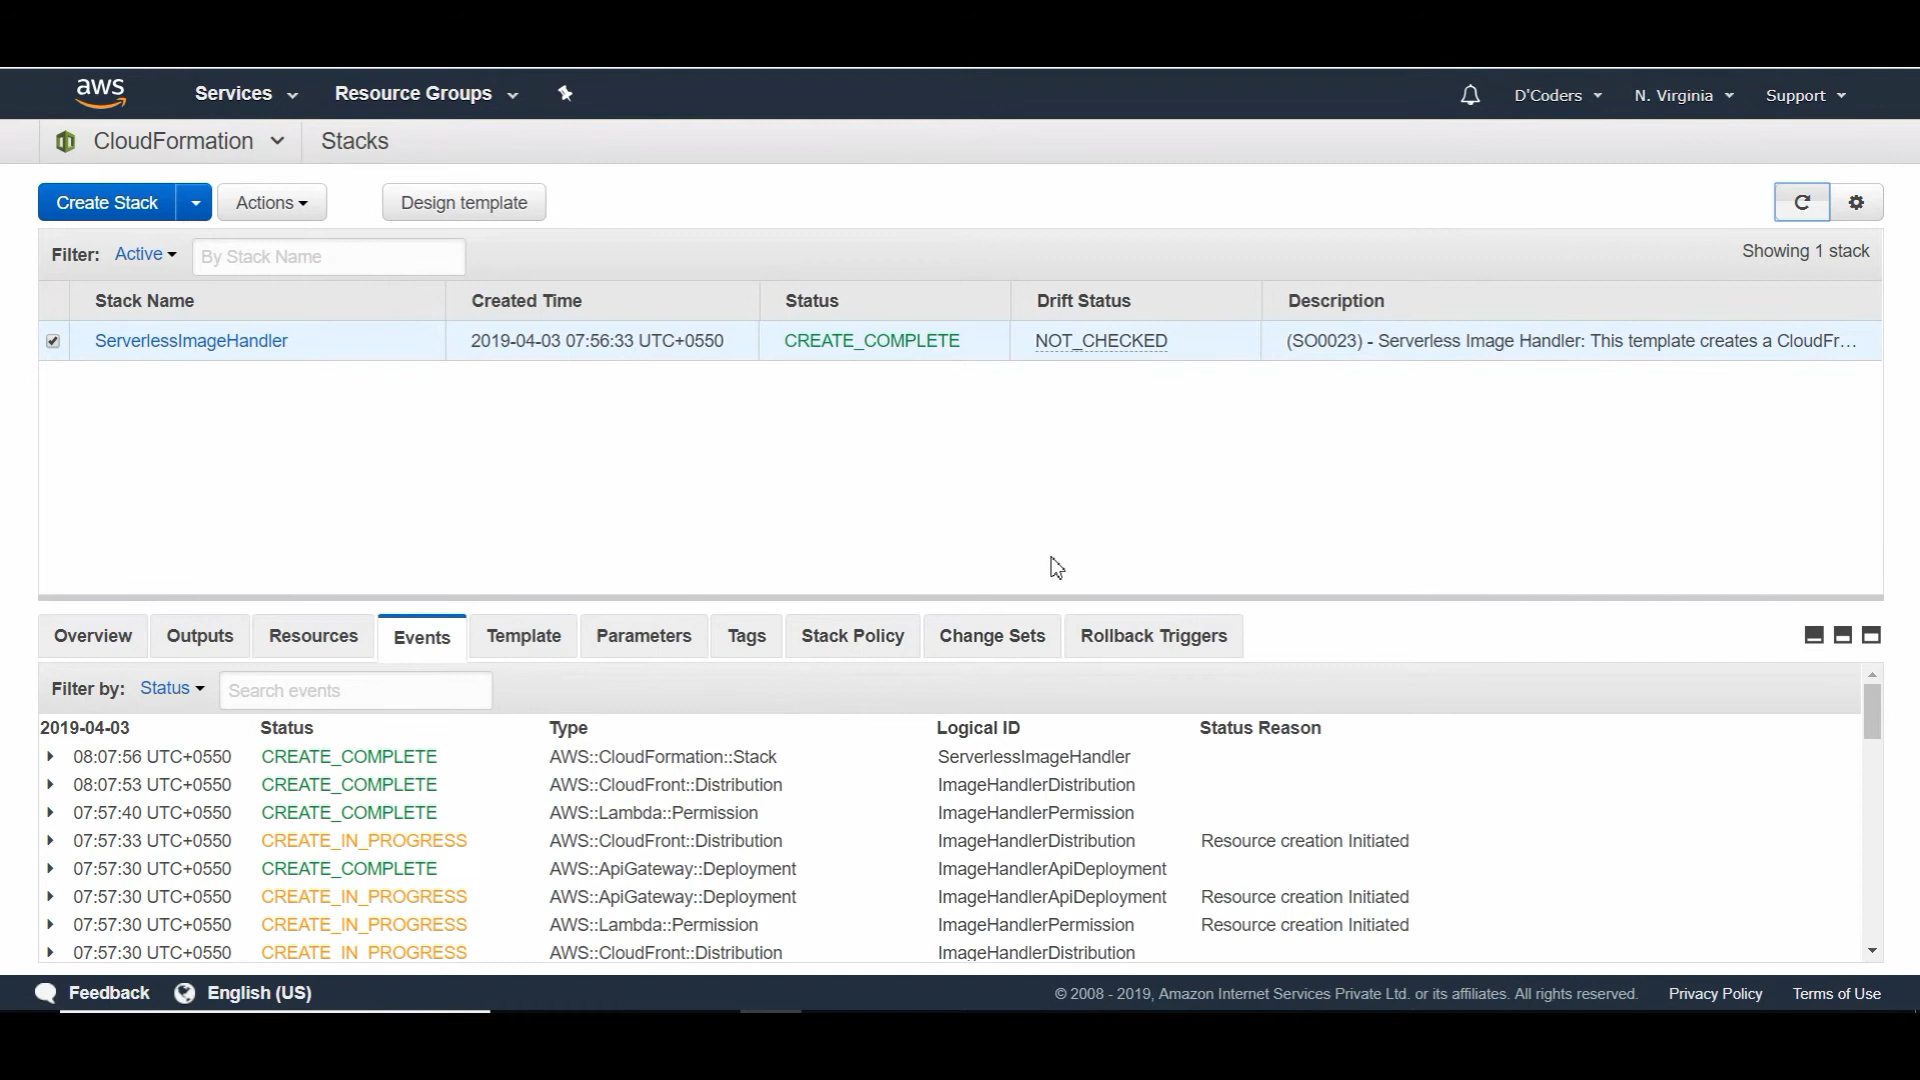 aws Services Resource Groups D'Coders N. Virginia Support
CloudFormation Stacks
Create Stack Actions Design template
Filter: Active By Stack Name Showing 1 stack
Stack Name Created Time Status Drift Status Description
ServerlessImageHandler 2019-04-03 07:56:33 UTC+0550 CREATE_COMPLETE NOT_CHECKED (SO0023) - Serverless Image Handler: This template creates a CloudFr...
Overview Outputs Resources Events Template Parameters Tags Stack Policy Change Sets Rollback Triggers
Filter by: Status Search events
2019-04-03 Status Type Logical ID Status Reason
08:07:56 UTC+0550 CREATE_COMPLETE AWS::CloudFormation::Stack ServerlessImageHandler
08:07:53 UTC+0550 CREATE_COMPLETE AWS::CloudFront::Distribution ImageHandlerDistribution
07:57:40 UTC+0550 CREATE_COMPLETE AWS::Lambda::Permission ImageHandlerPermission
07:57:33 UTC+0550 CREATE_IN_PROGRESS AWS::CloudFront::Distribution ImageHandlerDistribution Resource creation Initiated
07:57:30 UTC+0550 CREATE_COMPLETE AWS::ApiGateway::Deployment ImageHandlerApiDeployment
07:57:30 UTC+0550 CREATE_IN_PROGRESS AWS::ApiGateway::Deployment ImageHandlerApiDeployment Resource creation Initiated
07:57:30 UTC+0550 CREATE_IN_PROGRESS AWS::Lambda::Permission ImageHandlerPermission Resource creation Initiated
07:57:30 UTC+0550 CREATE_IN_PROGRESS AWS::CloudFront::Distribution ImageHandlerDistribution
Feedback English (US) © 2008 - 2019, Amazon Internet Services Private Ltd. or its affiliates. All rights reserved. Privacy Policy Terms of Use